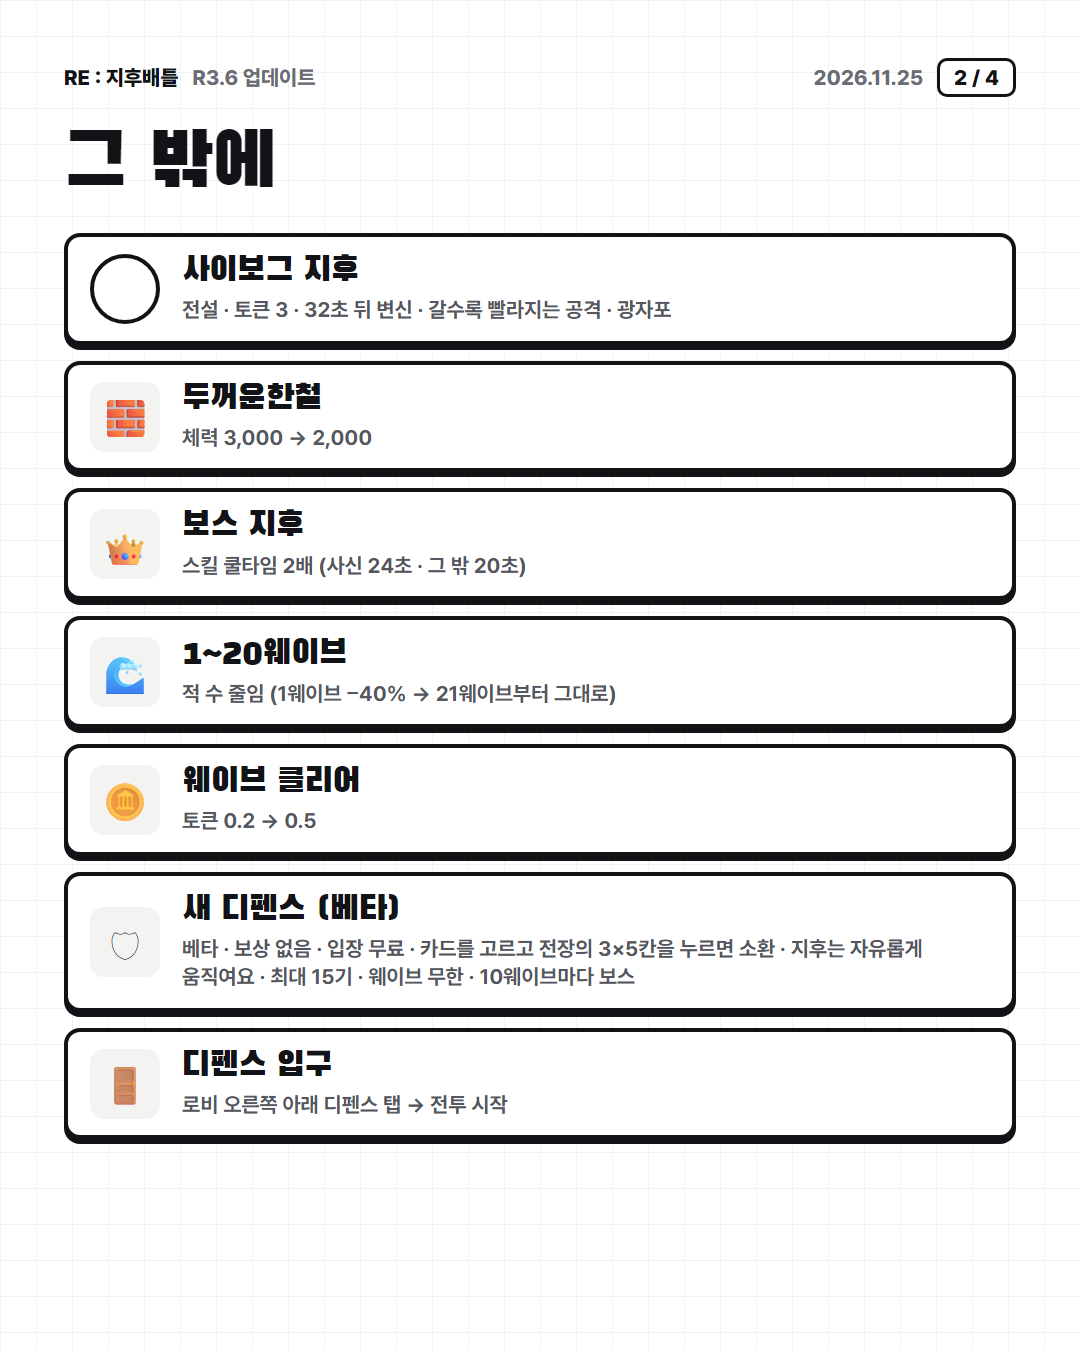 RE : 지후배틀 R3.6 업데이트 2026.11.25 2 / 4
그 밖에
사이보그 지후
전설 · 토큰 3 · 32초 뒤 변신 · 갈수록 빨라지는 공격 · 광자포
두꺼운한철
체력 3,000 → 2,000
보스 지후
스킬 쿨타임 2배 (사신 24초 · 그 밖 20초)
1~20웨이브
적 수 줄임 (1웨이브 −40% → 21웨이브부터 그대로)
웨이브 클리어
토큰 0.2 → 0.5
새 디펜스 (베타)
베타 · 보상 없음 · 입장 무료 · 카드를 고르고 전장의 3×5칸을 누르면 소환 · 지후는 자유롭게
움직여요 · 최대 15기 · 웨이브 무한 · 10웨이브마다 보스
디펜스 입구
로비 오른쪽 아래 디펜스 탭 → 전투 시작